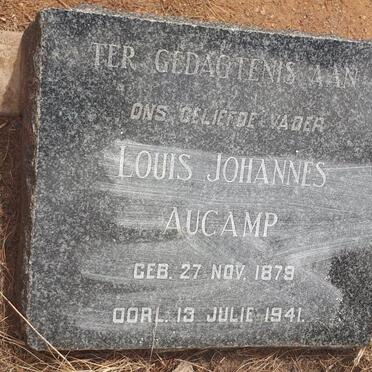 TER GEDAGTENIS AAN
ONS GELIEFDE VADER
LOUIS JOHANNES
AUCAMP
GEB. 27 NOV. 1879
OORL. 13 JULIE 1941.